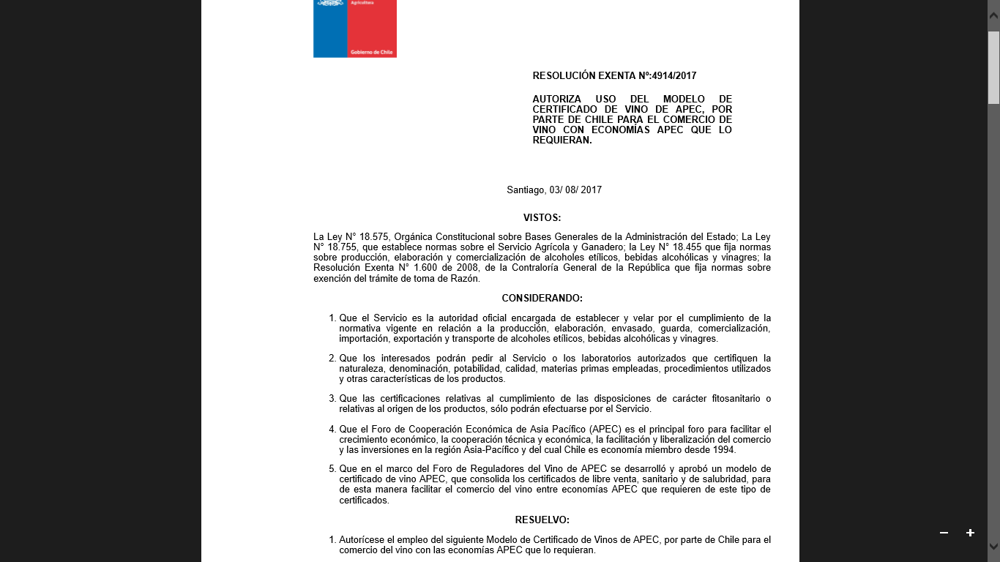 Agricultura
Gobierno de Chile
RESOLUCIÓN EXENTA Nº:4914/2017
AUTORIZA USO DEL MODELO DE
CERTIFICADO DE VINO DE APEC, POR
PARTE DE CHILE PARA EL COMERCIO DE
VINO CON ECONOMÍAS APEC QUE LO
REQUIERAN.
Santiago, 03/ 08/ 2017
VISTOS:
La Ley N° 18.575, Orgánica Constitucional sobre Bases Generales de la Administración del Estado; La Ley
N° 18.755, que establece normas sobre el Servicio Agrícola y Ganadero; la Ley N° 18.455 que fija normas
sobre producción, elaboración y comercialización de alcoholes etílicos, bebidas alcohólicas y vinagres; la
Resolución Exenta N° 1.600 de 2008, de la Contraloría General de la República que fija normas sobre
exención del trámite de toma de Razón.
CONSIDERANDO:
1. Que el Servicio es la autoridad oficial encargada de establecer y velar por el cumplimiento de la
normativa vigente en relación a la producción, elaboración, envasado, guarda, comercialización,
importación, exportación y transporte de alcoholes etílicos, bebidas alcohólicas y vinagres.
2. Que los interesados podrán pedir al Servicio o los laboratorios autorizados que certifiquen la
naturaleza, denominación, potabilidad, calidad, materias primas empleadas, procedimientos utilizados
y otras características de los productos.
3. Que las certificaciones relativas al cumplimiento de las disposiciones de carácter fitosanitario o
relativas al origen de los productos, sólo podrán efectuarse por el Servicio.
4. Que el Foro de Cooperación Económica de Asia Pacífico (APEC) es el principal foro para facilitar el
crecimiento económico, la cooperación técnica y económica, la facilitación y liberalización del comercio
y las inversiones en la región Asia-Pacífico y del cual Chile es economía miembro desde 1994.
5. Que en el marco del Foro de Reguladores del Vino de APEC se desarrolló y aprobó un modelo de
certificado de vino APEC, que consolida los certificados de libre venta, sanitario y de salubridad, para
de esta manera facilitar el comercio del vino entre economías APEC que requieren de este tipo de
certificados.
RESUELVO:
1. Autorícese el empleo del siguiente Modelo de Certificado de Vinos de APEC, por parte de Chile para el
comercio del vino con las economías APEC que lo requieran.